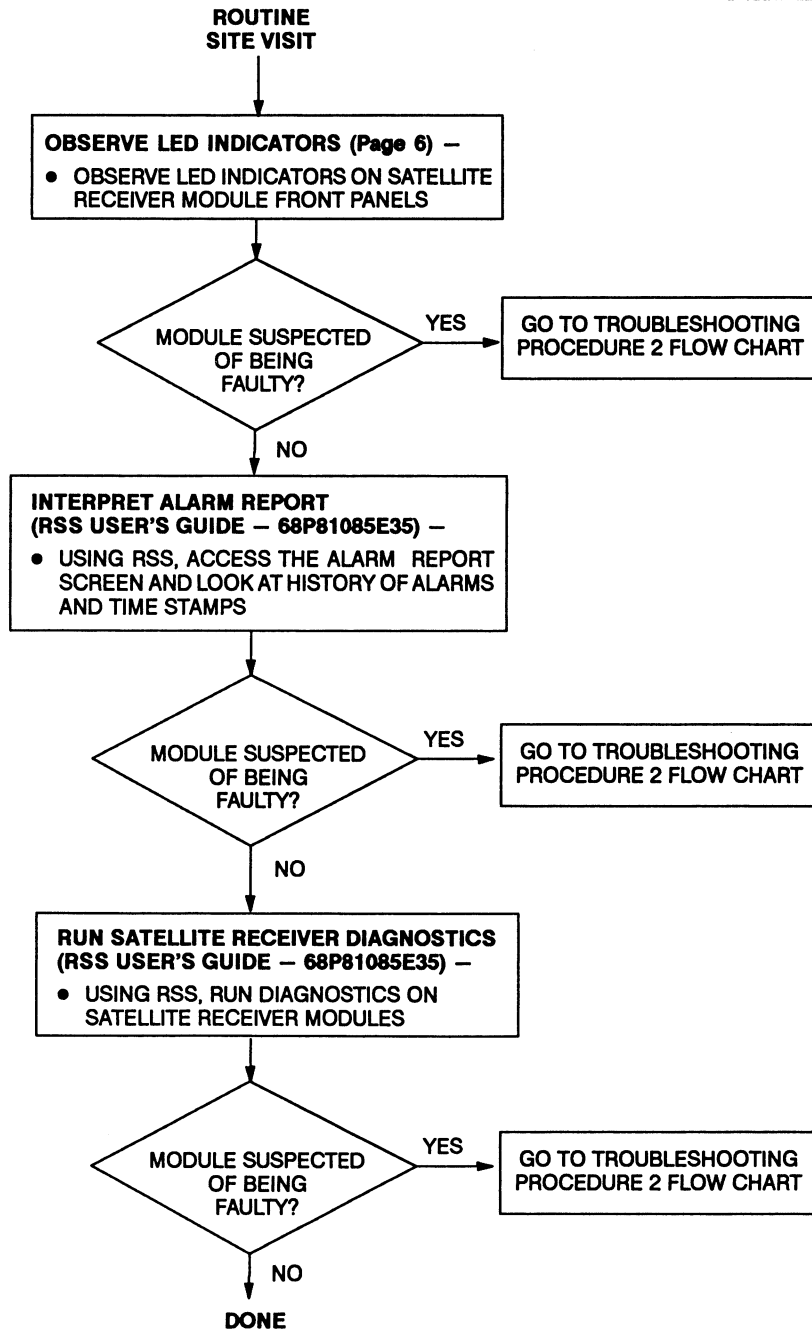 ROUTINE
SITE VISIT
OBSERVE LED INDICATORS (Page 6) –
● OBSERVE LED INDICATORS ON SATELLITE
RECEIVER MODULE FRONT PANELS
MODULE SUSPECTED
OF BEING
FAULTY?
YES
GO TO TROUBLESHOOTING
PROCEDURE 2 FLOW CHART
NO
INTERPRET ALARM REPORT
(RSS USER'S GUIDE – 68P81085E35) –
● USING RSS, ACCESS THE ALARM REPORT
SCREEN AND LOOK AT HISTORY OF ALARMS
AND TIME STAMPS
MODULE SUSPECTED
OF BEING
FAULTY?
YES
GO TO TROUBLESHOOTING
PROCEDURE 2 FLOW CHART
NO
RUN SATELLITE RECEIVER DIAGNOSTICS
(RSS USER'S GUIDE – 68P81085E35) –
● USING RSS, RUN DIAGNOSTICS ON
SATELLITE RECEIVER MODULES
MODULE SUSPECTED
OF BEING
FAULTY?
YES
GO TO TROUBLESHOOTING
PROCEDURE 2 FLOW CHART
NO
DONE